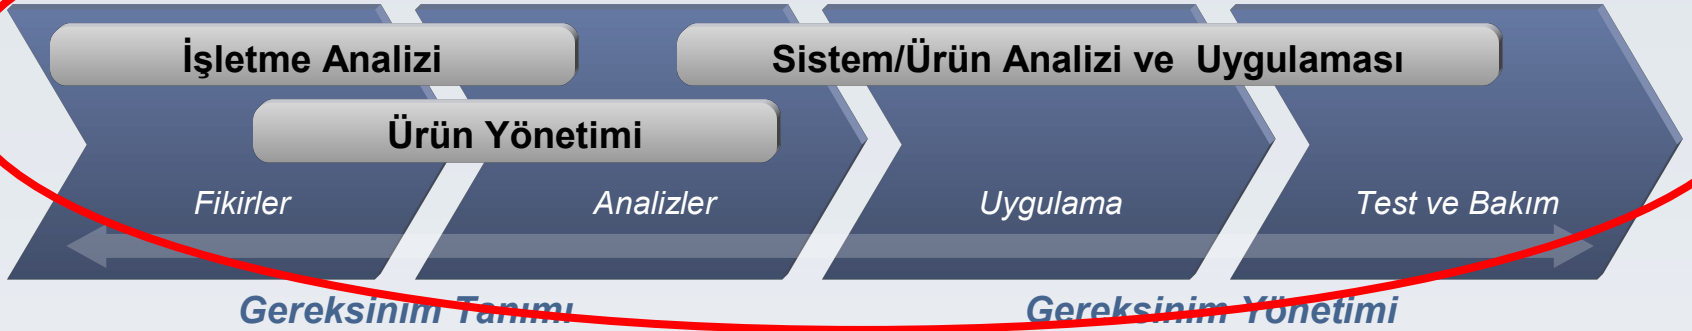 İşletme Analizi
Sistem/Ürün Analizi ve Uygulaması
Ürün Yönetimi
Fikirler
Analizler
Uygulama
Test ve Bakım
Gereksinim Tanımı
Gereksinim Yönetimi